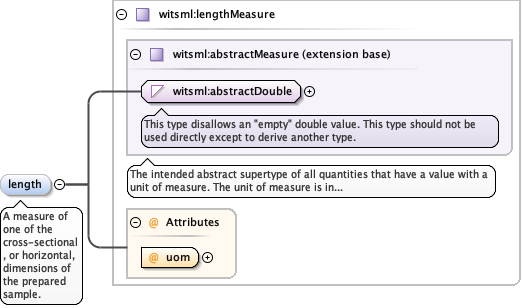 witsml:lengthMeasure
witsml:abstractMeasure (extension base)
witsml:abstractDouble
This type disallows an "empty" double value. This type should not be
used directly except to derive another type.
The intended abstract supertype of all quantities that have a value with a
unit of measure. The unit of measure is in...
length
A measure of
one of the
cross-sectional
, or horizontal,
dimensions of
the prepared
sample.
@ Attributes
@ uom